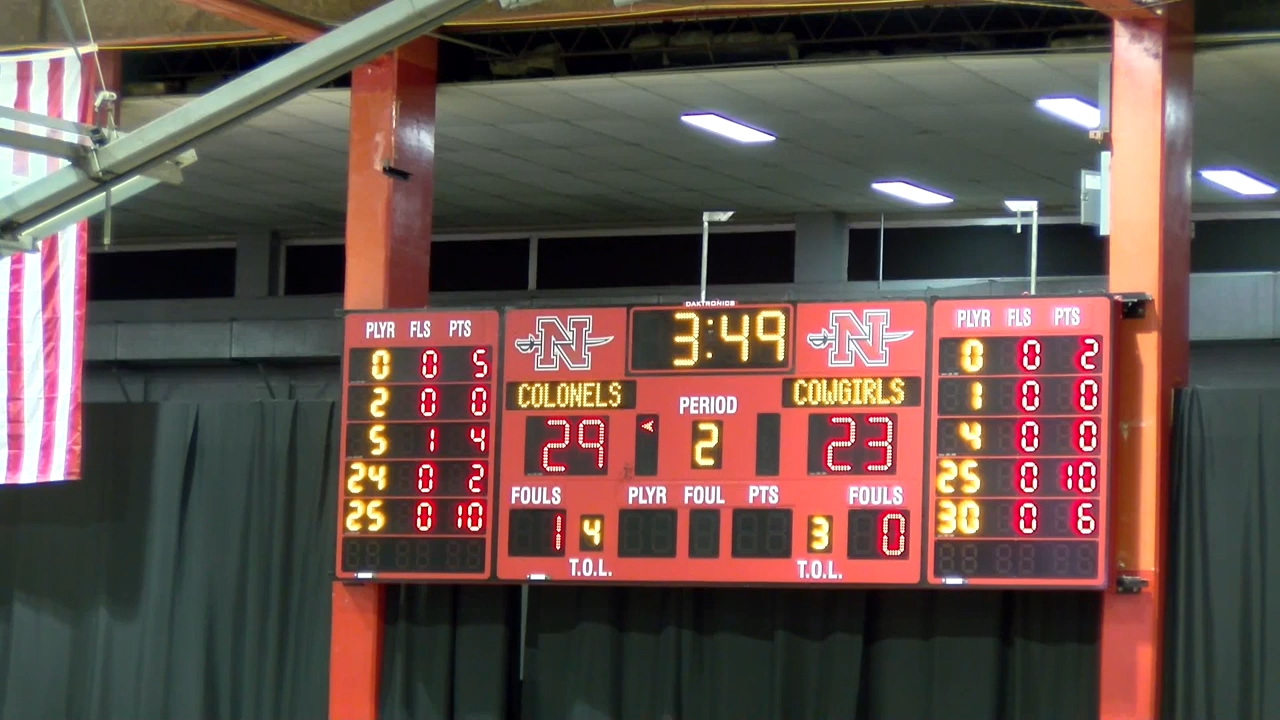 DAKTRONICS
PLYR FLS PTS
0 0 5
2 0 0
5 1 4
24 0 2
25 0 10
N
3:49
N
COLONELS
COWGIRLS
PERIOD
29
<
2
23
FOULS
PLYR FOUL PTS
FOULS
1
4
3
0
T.O.L.
T.O.L.
PLYR FLS PTS
0 0 2
1 0 0
4 0 0
25 0 10
30 0 6